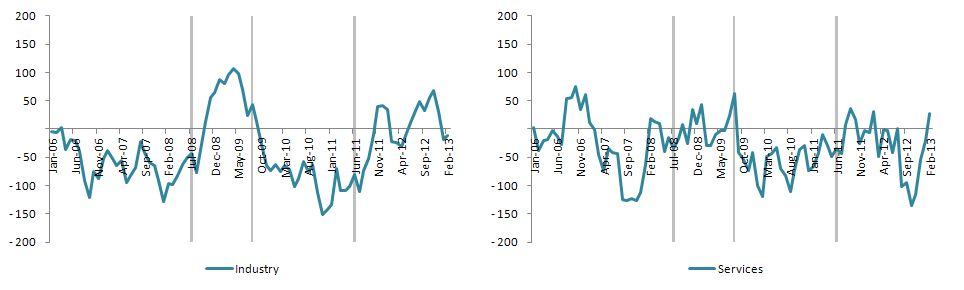 200
150
100
50
0
-50
-100
-150
-200
Jan-06
Jun-06
Nov-06
Apr-07
Sep-07
Feb-08
Jul-08
Dec-08
May-09
Oct-09
Mar-10
Aug-10
Jan-11
Jun-11
Nov-11
Apr-12
Sep-12
Feb-13
Industry
200
150
100
50
0
-50
-100
-150
-200
Jan-06
Jun-06
Nov-06
Apr-07
Sep-07
Feb-08
Jul-08
Dec-08
May-09
Oct-09
Mar-10
Aug-10
Jan-11
Jun-11
Nov-11
Apr-12
Sep-12
Feb-13
Services